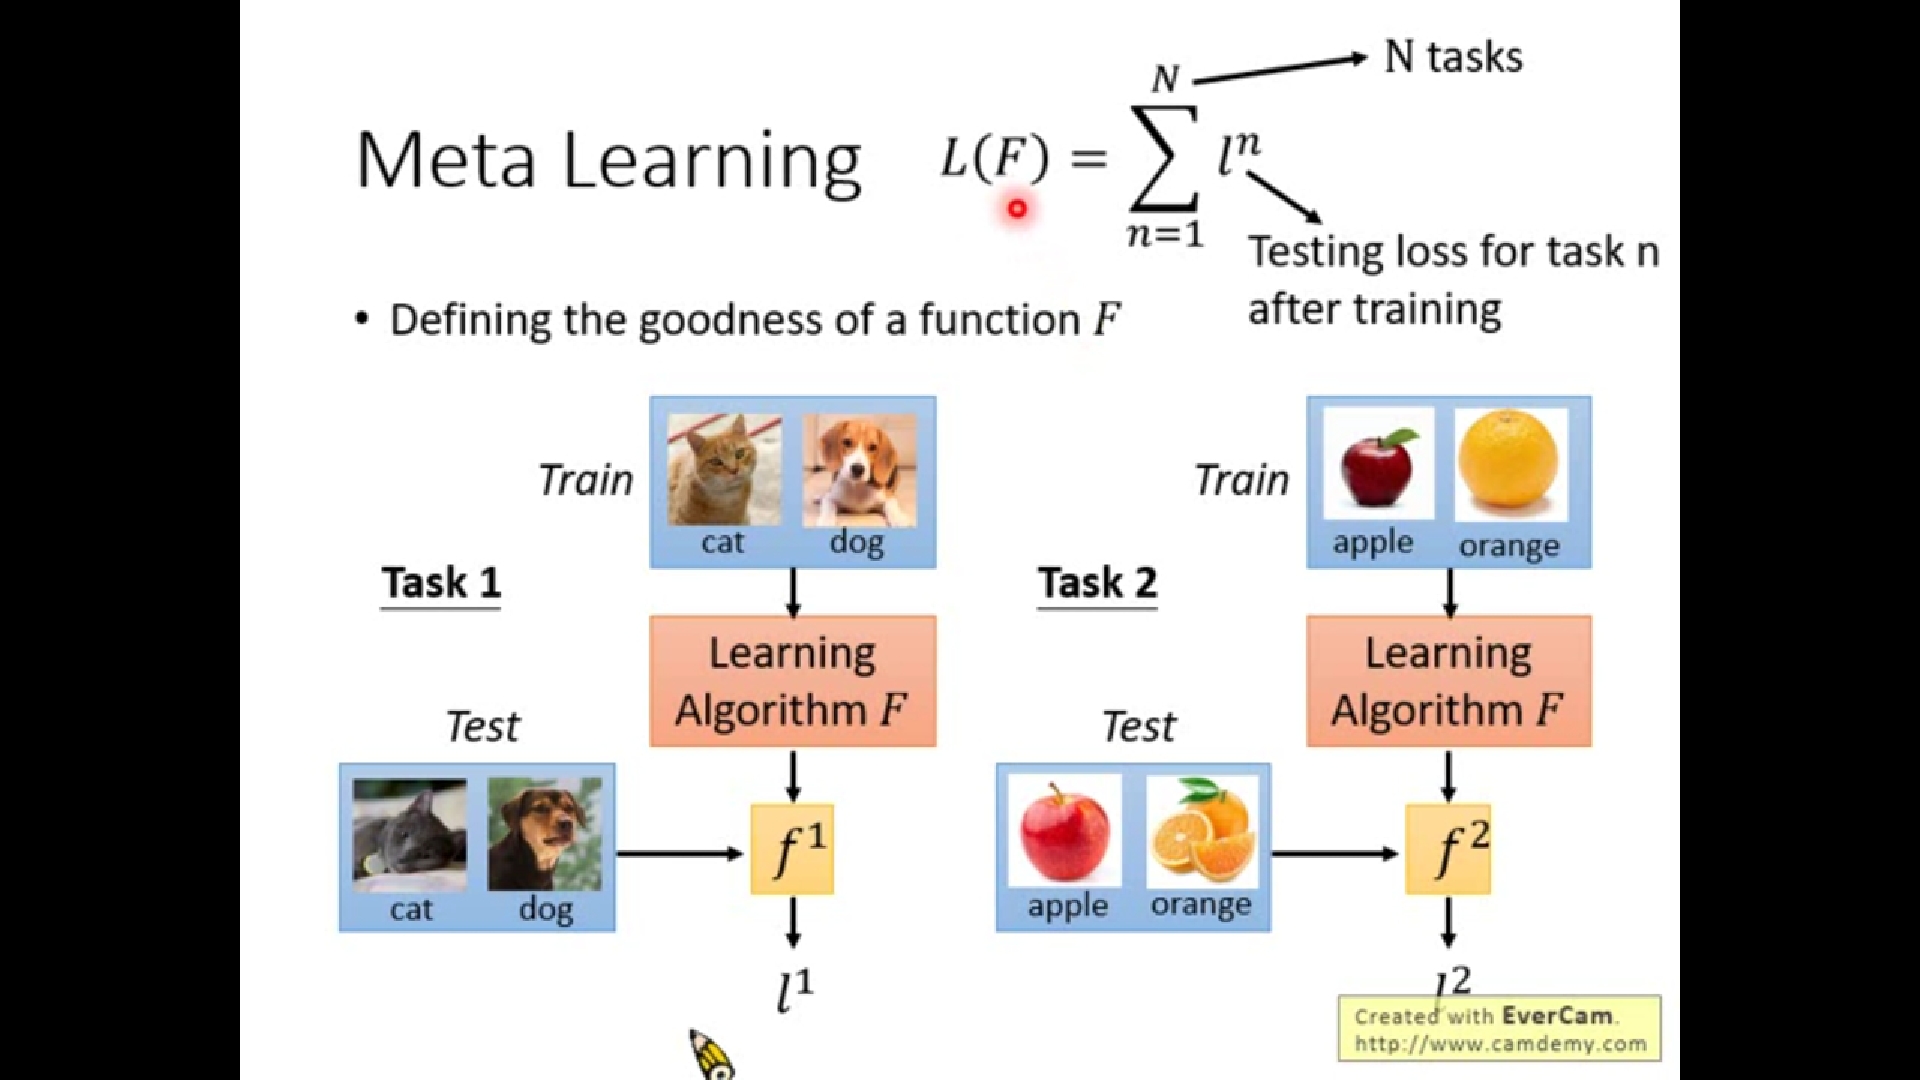 N tasks
Meta Learning
L(F) = ∑ l^n
N
n=1
Testing loss for task n
after training
• Defining the goodness of a function F
Task 1
Train
cat dog
Learning
Algorithm F
Test
cat dog
f^1
l^1
Task 2
Train
apple orange
Learning
Algorithm F
Test
apple orange
f^2
l^2
Created with EverCam.
http://www.camdemy.com